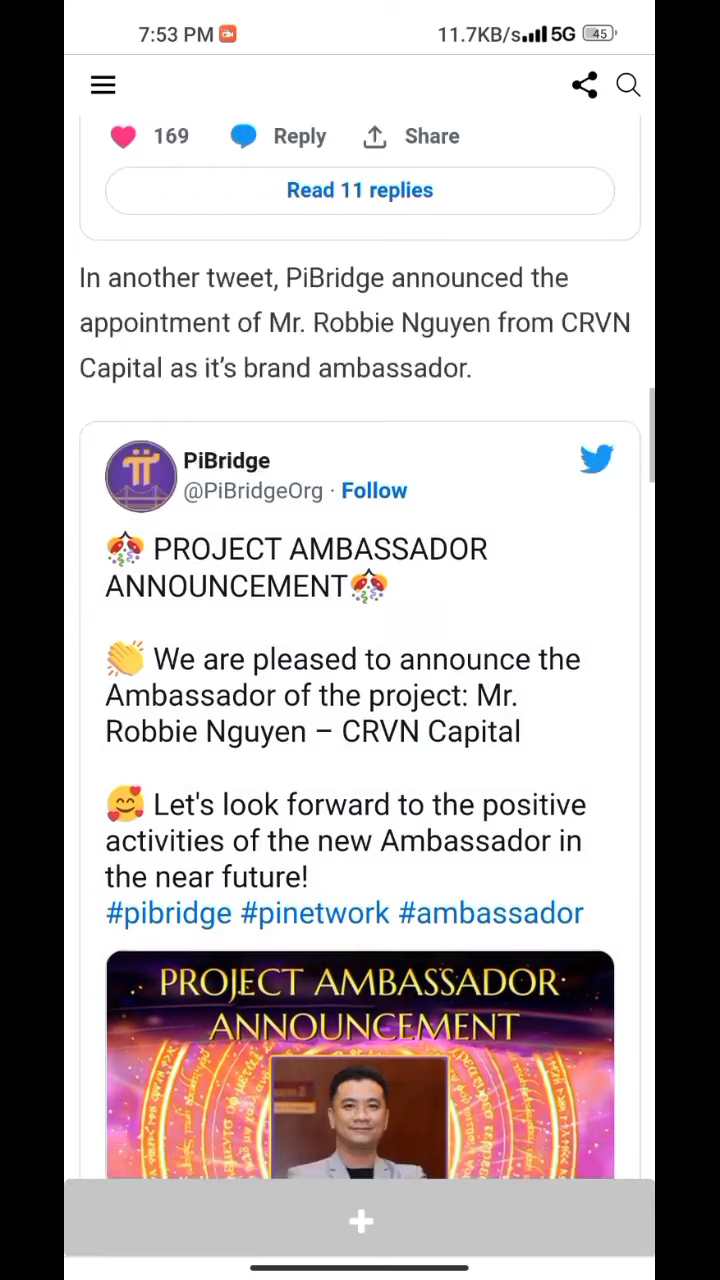 7:53 PM
11.7KB/s 5G 45
169 Reply Share
Read 11 replies
In another tweet, PiBridge announced the
appointment of Mr. Robbie Nguyen from CRVN
Capital as it’s brand ambassador.
PiBridge
@PiBridgeOrg · Follow
🎊 PROJECT AMBASSADOR
ANNOUNCEMENT🎊
👏 We are pleased to announce the
Ambassador of the project: Mr.
Robbie Nguyen – CRVN Capital
🥰 Let's look forward to the positive
activities of the new Ambassador in
the near future!
#pibridge #pinetwork #ambassador
PROJECT AMBASSADOR
ANNOUNCEMENT